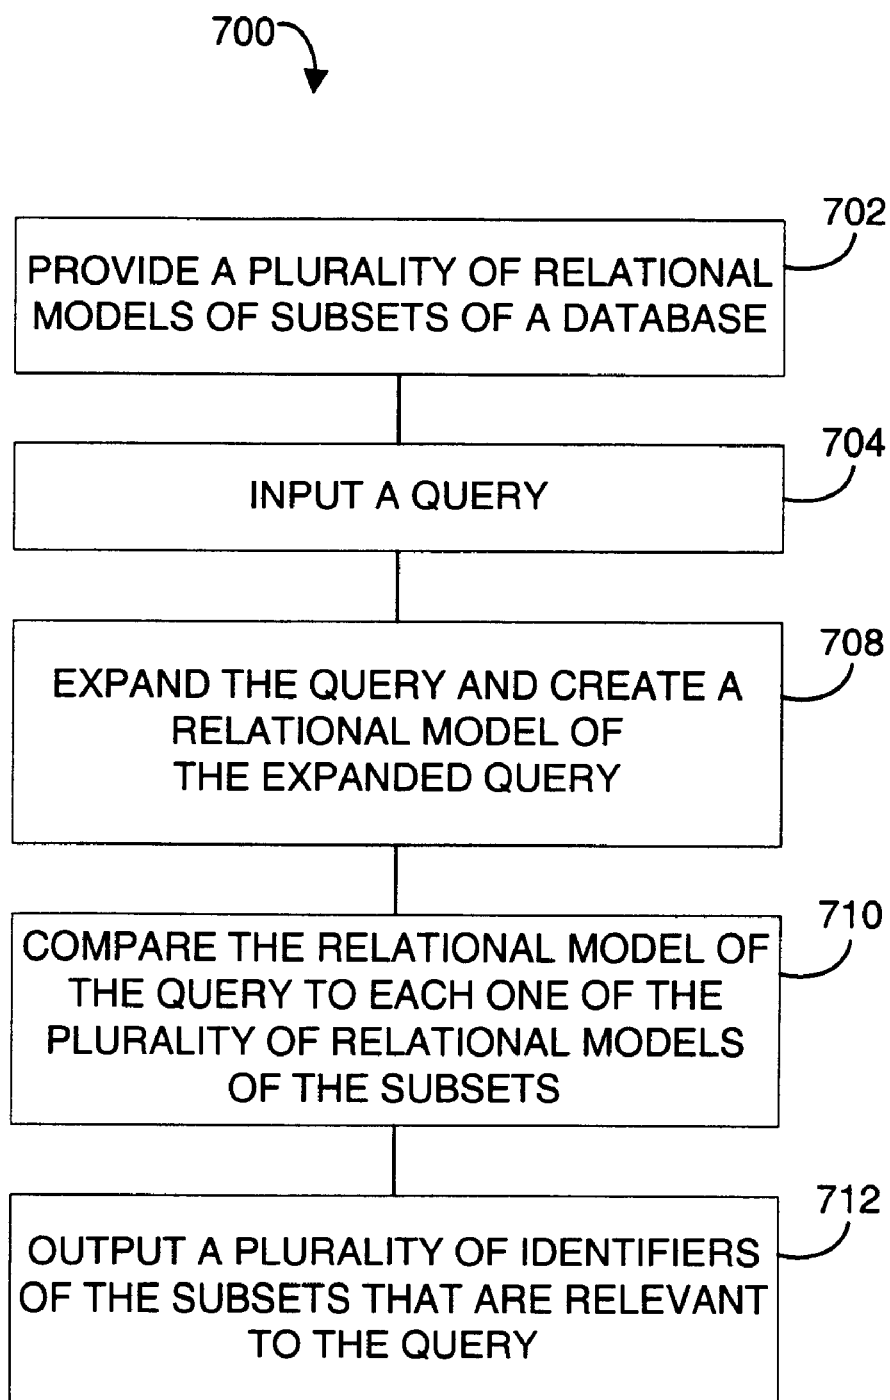 700
702
PROVIDE A PLURALITY OF RELATIONAL
MODELS OF SUBSETS OF A DATABASE
704
INPUT A QUERY
708
EXPAND THE QUERY AND CREATE A
RELATIONAL MODEL OF
THE EXPANDED QUERY
710
COMPARE THE RELATIONAL MODEL OF
THE QUERY TO EACH ONE OF THE
PLURALITY OF RELATIONAL MODELS
OF THE SUBSETS
712
OUTPUT A PLURALITY OF IDENTIFIERS
OF THE SUBSETS THAT ARE RELEVANT
TO THE QUERY